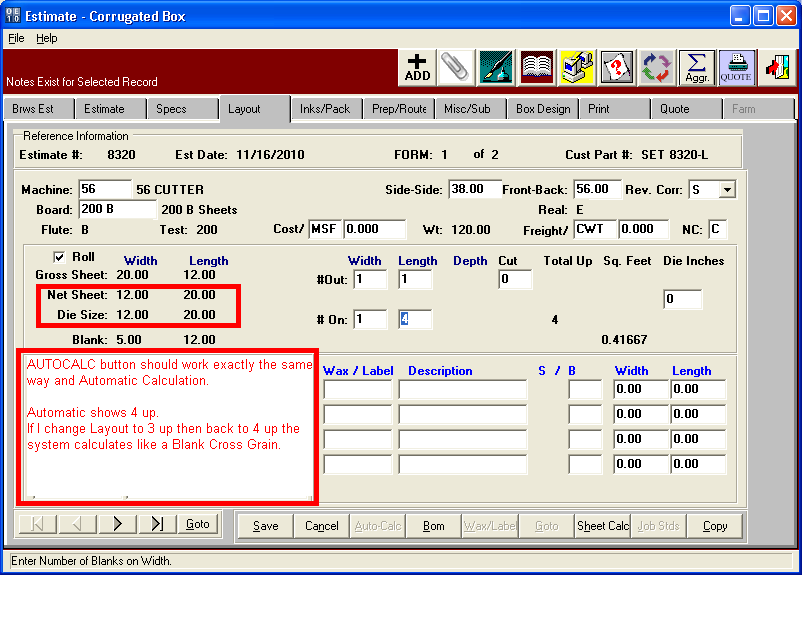 Estimate - Corrugated Box
File Help
Notes Exist for Selected Record
ADD
Aggr.
QUOTE
Brws Est Estimate Specs Layout Inks/Pack Prep/Route Misc/Sub Box Design Print Quote Farm
Reference Information
Estimate #: 8320 Est Date: 11/16/2010 FORM: 1 of 2 Cust Part #: SET 8320-L
Machine: 56 56 CUTTER Side-Side: 38.00 Front-Back: 56.00 Rev. Corr: S
Board: 200 B 200 B Sheets Real: E
Flute: B Test: 200 Cost/ MSF 0.000 Wt: 120.00 Freight/ CWT 0.000 NC: C
Roll Width Length Width Length Depth Cut Total Up Sq. Feet Die Inches
Gross Sheet: 20.00 12.00 #Out: 1 1 0
Net Sheet: 12.00 20.00 0
Die Size: 12.00 20.00 # On: 1 4 4
Blank: 5.00 12.00 0.41667
AUTOCALC button should work exactly the same
way and Automatic Calculation.
Automatic shows 4 up.
If I change Layout to 3 up then back to 4 up the
system calculates like a Blank Cross Grain.
Wax / Label Description S / B Width Length
0.00 0.00
0.00 0.00
0.00 0.00
0.00 0.00
Goto Save Cancel Auto-Calc Bom Wax/Label Goto Sheet Calc Job Stds Copy
Enter Number of Blanks on Width.